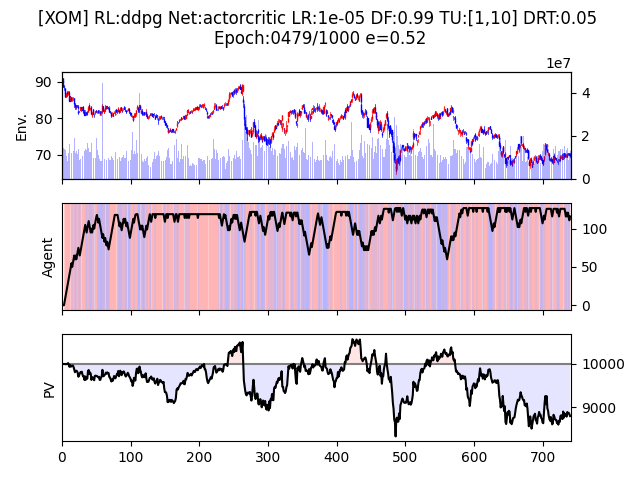 [XOM] RL:ddpg Net:actorcritic LR:1e-05 DF:0.99 TU:[1,10] DRT:0.05
Epoch:0479/1000 e=0.52
1e7
90
80
70
Env.
4
2
0
Agent
100
50
0
PV
10000
9000
0 100 200 300 400 500 600 700